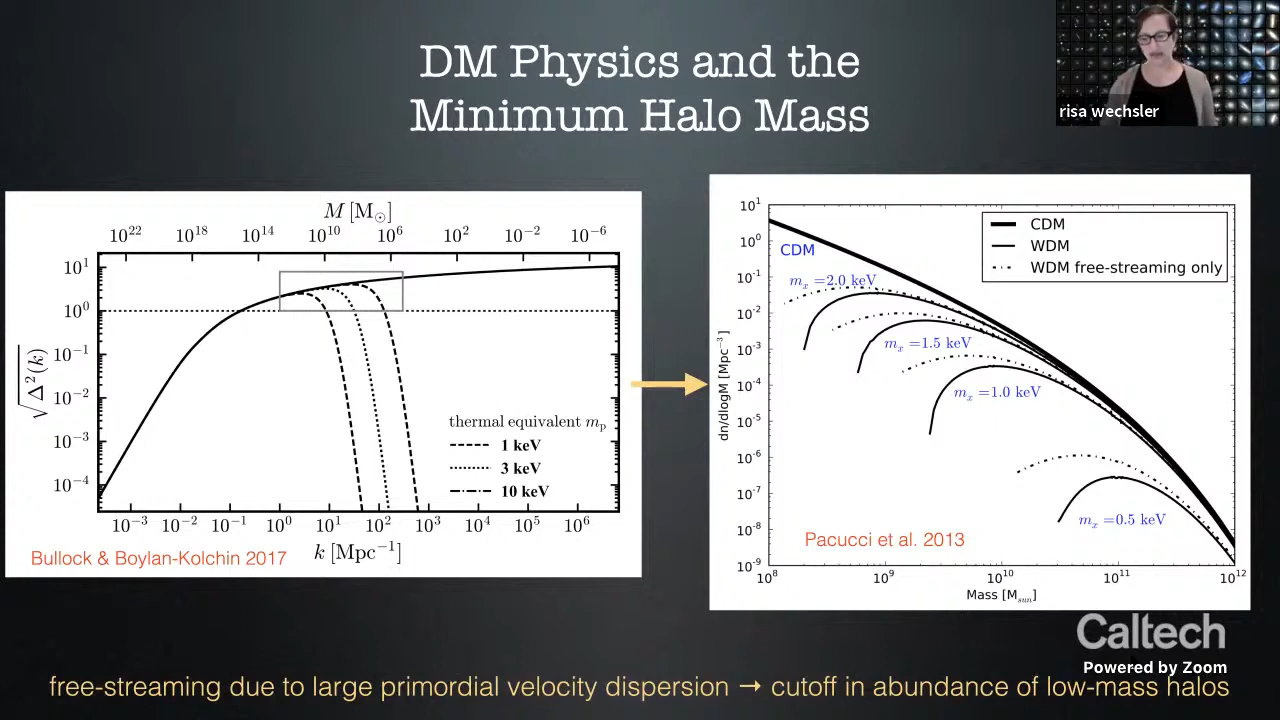 DM Physics and the
Minimum Halo Mass
risa wechsler
M [M⊙]
10²² 10¹⁸ 10¹⁴ 10¹⁰ 10⁶ 10² 10⁻² 10⁻⁶
10¹
10⁰
10⁻¹
10⁻²
10⁻³
10⁻⁴
√Δ²(k)
thermal equivalent mₚ
1 keV
3 keV
10 keV
10⁻³ 10⁻² 10⁻¹ 10⁰ 10¹ 10² 10³ 10⁴ 10⁵ 10⁶
k [Mpc⁻¹]
Bullock & Boylan-Kolchin 2017
10¹
10⁰
10⁻¹
10⁻²
10⁻³
10⁻⁴
10⁻⁵
10⁻⁶
10⁻⁷
10⁻⁸
10⁻⁹
dn/dlogM [Mpc⁻³]
CDM
WDM
WDM free-streaming only
CDM
mₓ =2.0 keV
mₓ =1.5 keV
mₓ =1.0 keV
mₓ =0.5 keV
Pacucci et al. 2013
10⁸ 10⁹ 10¹⁰ 10¹¹ 10¹²
Mass [Mₛᵤₙ]
Caltech
Powered by Zoom
free-streaming due to large primordial velocity dispersion → cutoff in abundance of low-mass halos